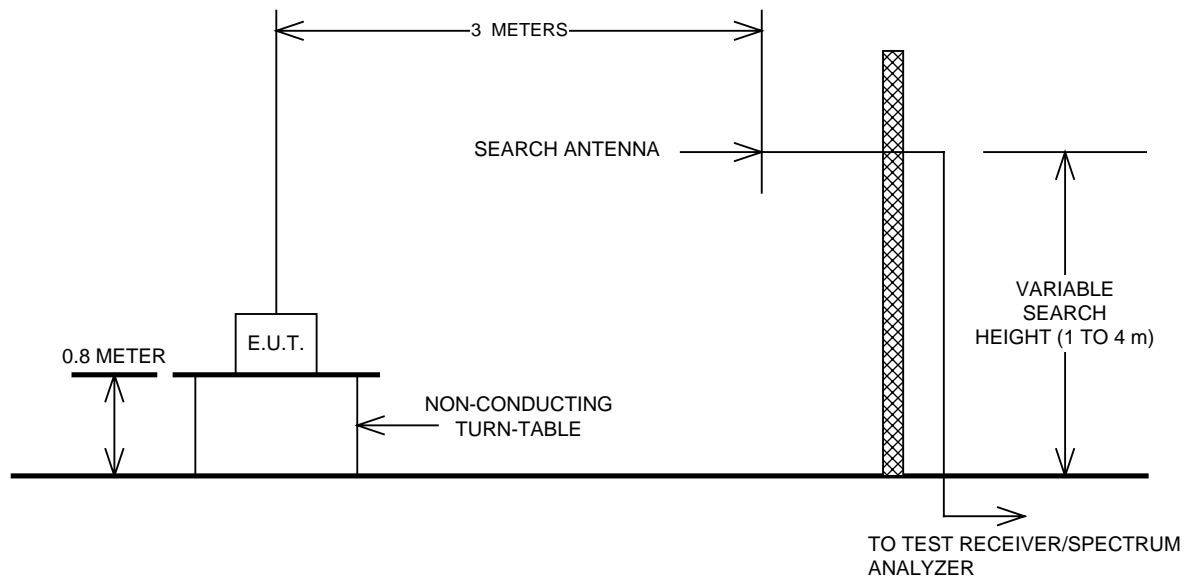 3 METERS
SEARCH ANTENNA
VARIABLE
SEARCH
HEIGHT (1 TO 4 m)
E.U.T.
0.8 METER
NON-CONDUCTING
TURN-TABLE
TO TEST RECEIVER/SPECTRUM
ANALYZER